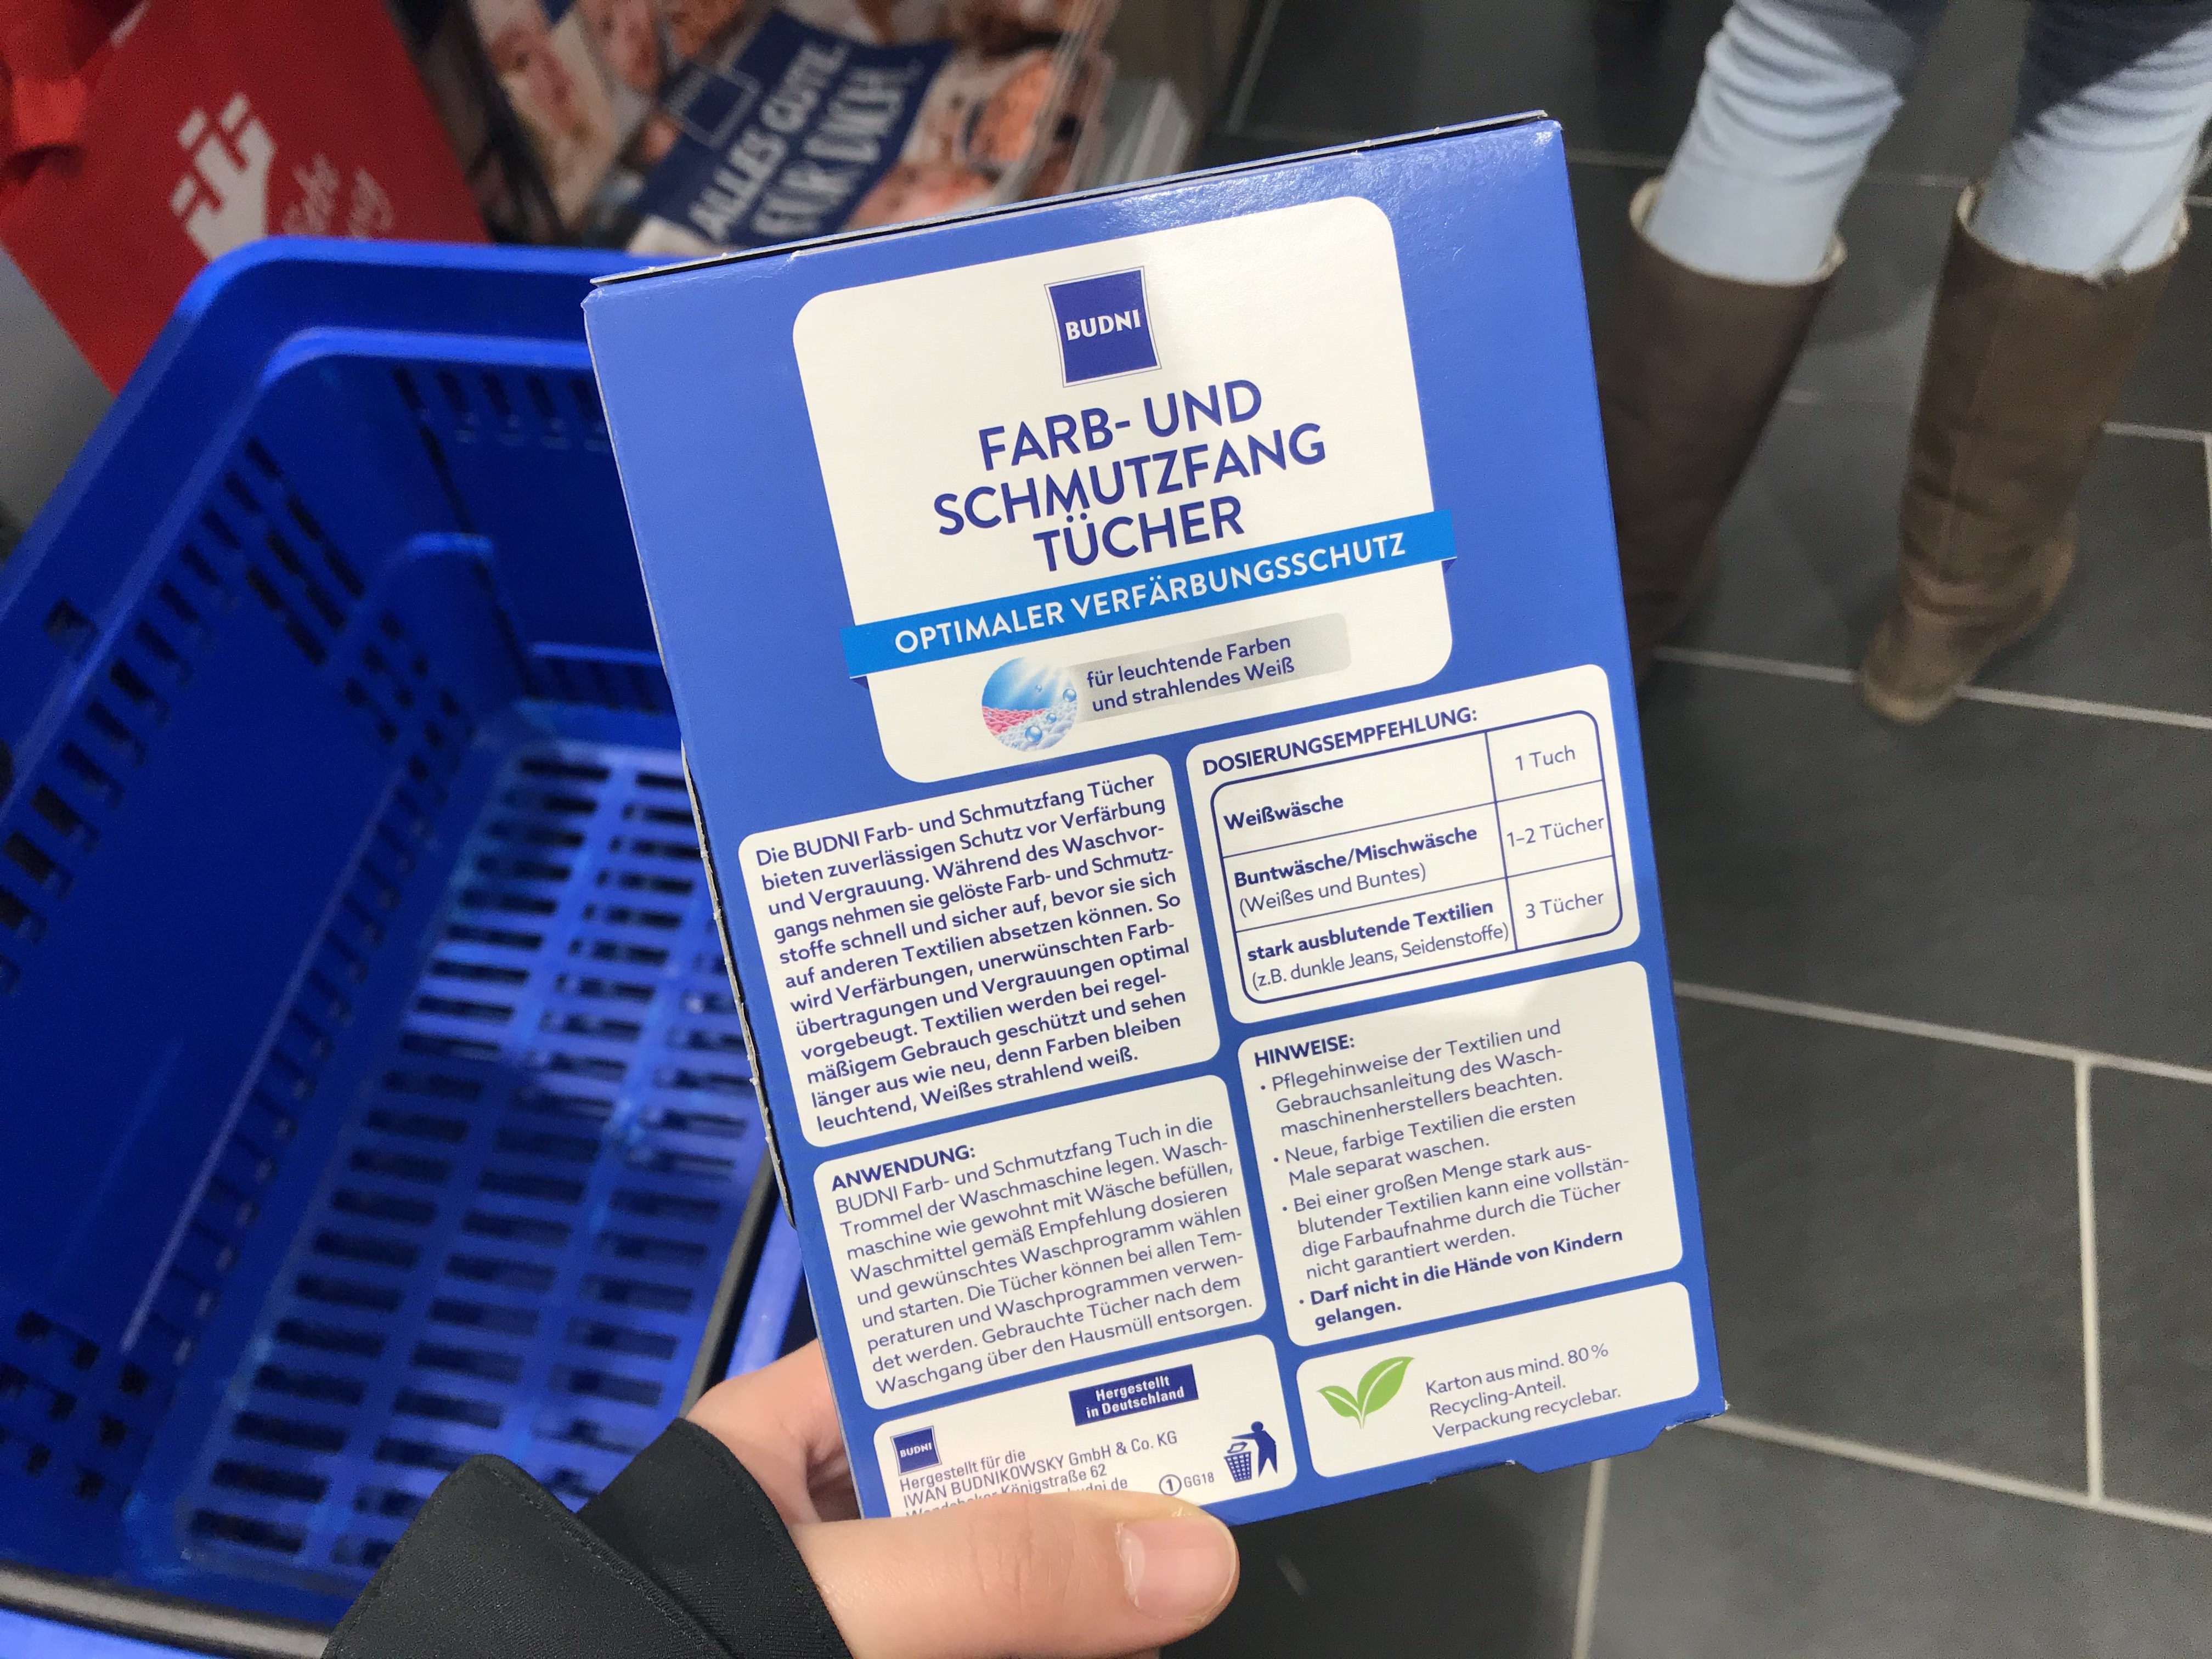 ALLES GUTE
FÜR DICH.
BUDNI
FARB- UND
SCHMUTZFANG
TÜCHER
OPTIMALER VERFÄRBUNGSSCHUTZ
für leuchtende Farben
und strahlendes Weiß
Die BUDNI Farb- und Schmutzfang Tücher
bieten zuverlässigen Schutz vor Verfärbung
und Vergrauung. Während des Waschvor-
gangs nehmen sie gelöste Farb- und Schmutz-
stoffe schnell und sicher auf, bevor sie sich
auf anderen Textilien absetzen können. So
wird Verfärbungen, unerwünschten Farb-
übertragungen und Vergrauungen optimal
vorgebeugt. Textilien werden bei regel-
mäßigem Gebrauch geschützt und sehen
länger aus wie neu, denn Farben bleiben
leuchtend, Weißes strahlend weiß.
DOSIERUNGSEMPFEHLUNG:
Weißwäsche 1 Tuch
Buntwäsche/Mischwäsche 1-2 Tücher
(Weißes und Buntes)
stark ausblutende Textilien 3 Tücher
(z.B. dunkle Jeans, Seidenstoffe)
ANWENDUNG:
BUDNI Farb- und Schmutzfang Tuch in die
Trommel der Waschmaschine legen. Wasch-
maschine wie gewohnt mit Wäsche befüllen,
Waschmittel gemäß Empfehlung dosieren
und gewünschtes Waschprogramm wählen
und starten. Die Tücher können bei allen Tem-
peraturen und Waschprogrammen verwen-
det werden. Gebrauchte Tücher nach dem
Waschgang über den Hausmüll entsorgen.
HINWEISE:
• Pflegehinweise der Textilien und
Gebrauchsanleitung des Wasch-
maschinenherstellers beachten.
• Neue, farbige Textilien die ersten
Male separat waschen.
• Bei einer großen Menge stark aus-
blutender Textilien kann eine vollstän-
dige Farbaufnahme durch die Tücher
nicht garantiert werden.
• Darf nicht in die Hände von Kindern
gelangen.
Hergestellt
in Deutschland
BUDNI
Hergestellt für die
IWAN BUDNIKOWSKY GmbH & Co. KG
Königstraße 62
1 GG18
Karton aus mind. 80 %
Recycling-Anteil.
Verpackung recyclebar.